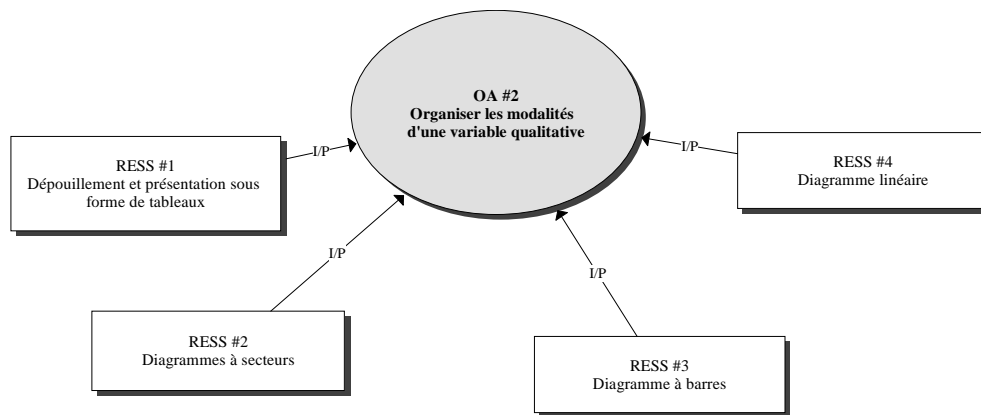 OA #2
Organiser les modalités
d'une variable qualitative
I/P
RESS #1
Dépouillement et présentation sous
forme de tableaux
I/P
RESS #4
Diagramme linéaire
I/P
I/P
RESS #2
Diagrammes à secteurs
RESS #3
Diagramme à barres